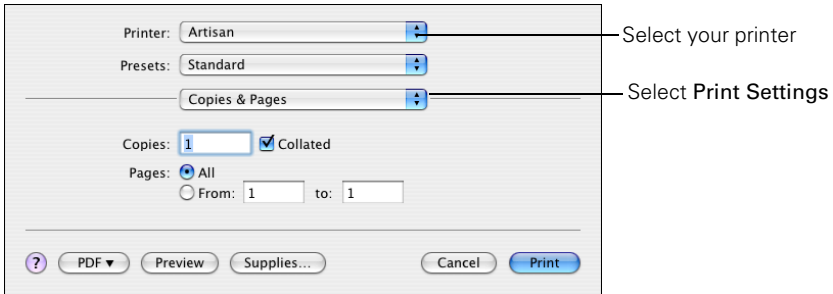 Printer: Artisan Select your printer
Presets: Standard
Copies & Pages Select Print Settings
Copies: 1 Collated
Pages: All
From: 1 to: 1
? PDF Preview Supplies... Cancel Print